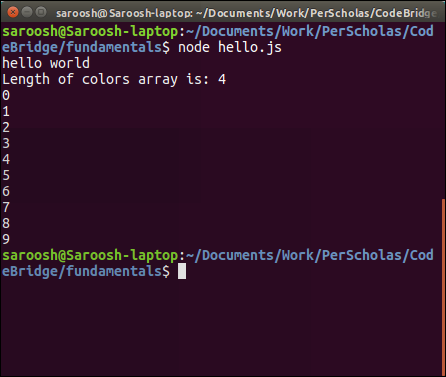 saroosh@Saroosh-laptop: ~/Documents/Work/PerScholas/CodeBridge
saroosh@Saroosh-laptop:~/Documents/Work/PerScholas/Cod
eBridge/fundamentals$ node hello.js
hello world
Length of colors array is: 4
0
1
2
3
4
5
6
7
8
9
saroosh@Saroosh-laptop:~/Documents/Work/PerScholas/Cod
eBridge/fundamentals$